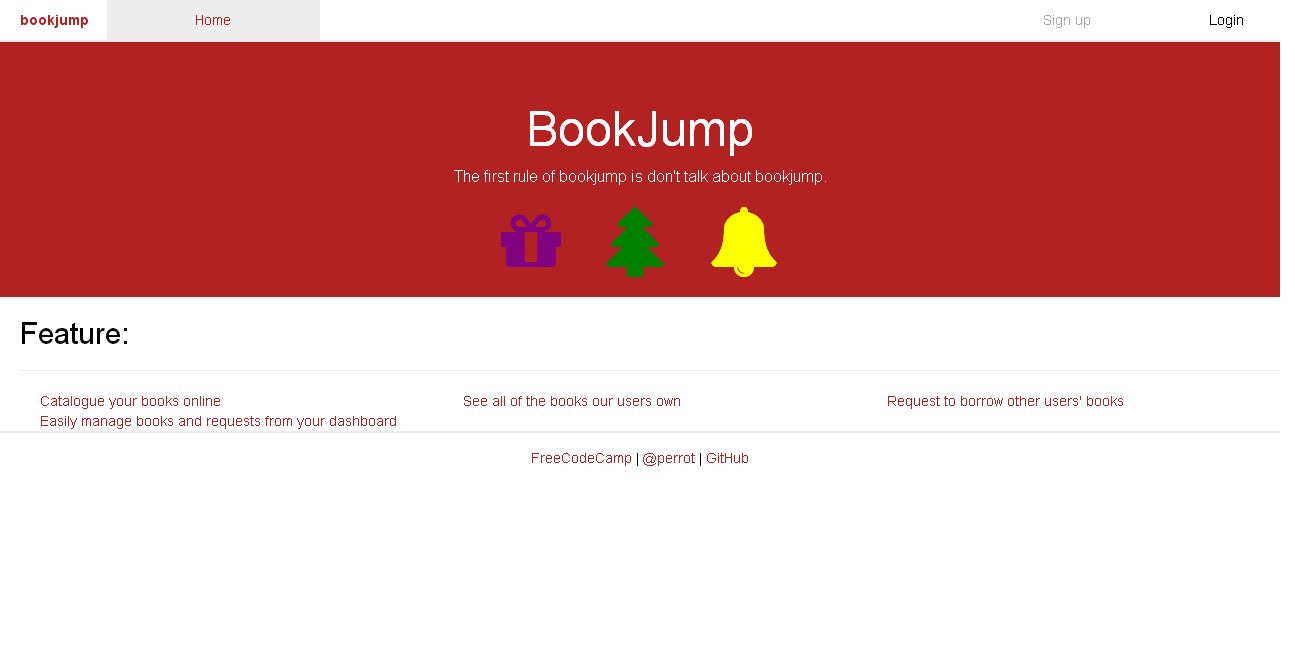 bookjump Home Sign up Login
BookJump
The first rule of bookjump is don't talk about bookjump.
Feature:
Catalogue your books online See all of the books our users own Request to borrow other users' books
Easily manage books and requests from your dashboard
FreeCodeCamp | @perrot | GitHub